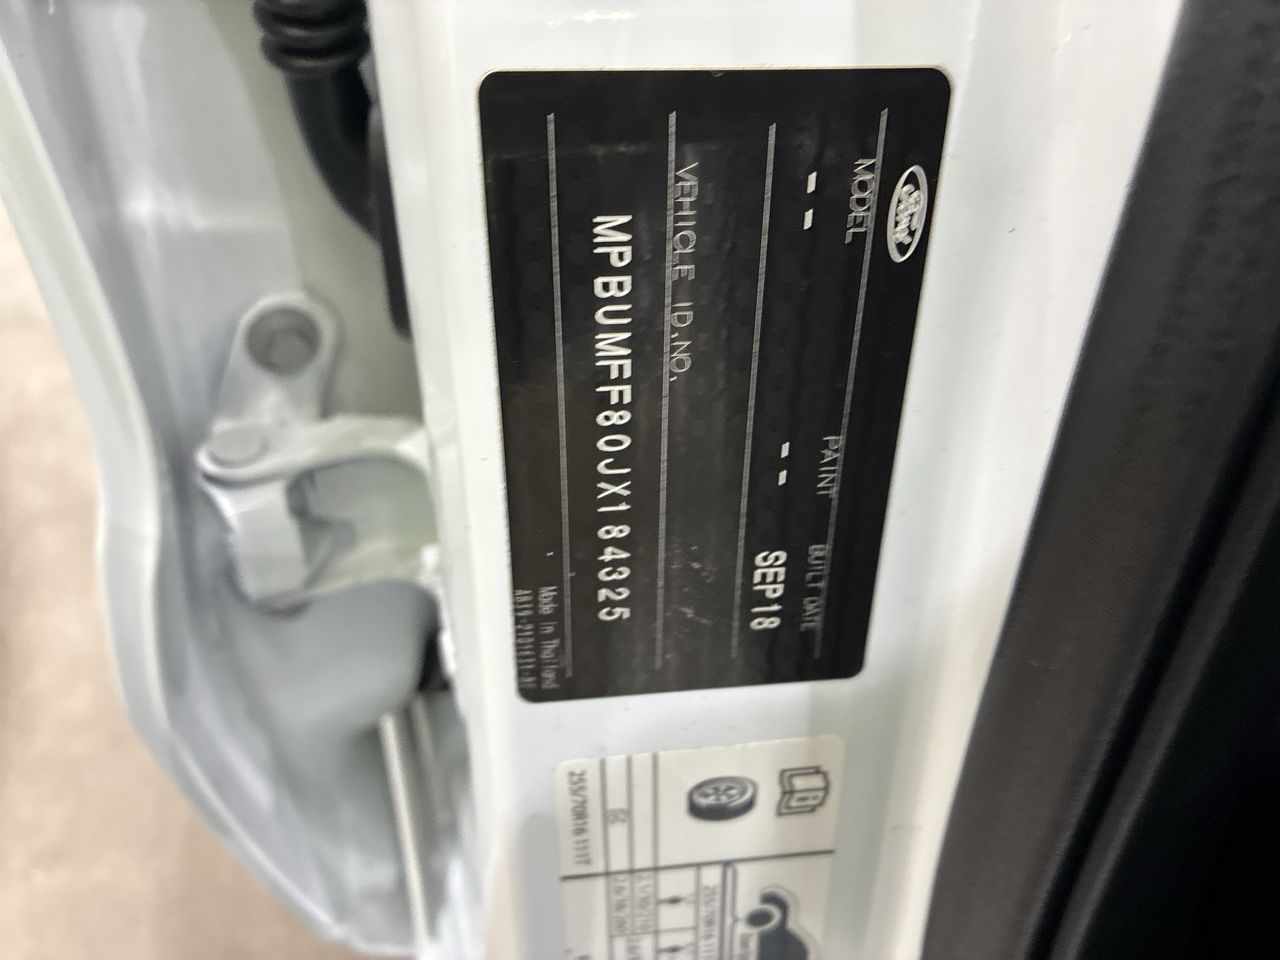 Ford
MODEL PAINT BUILT DATE
-- -- SEP18
VEHICLE ID.NO.
MPBUMFF80JX184325
Made in Thailand
255/70R16 111T